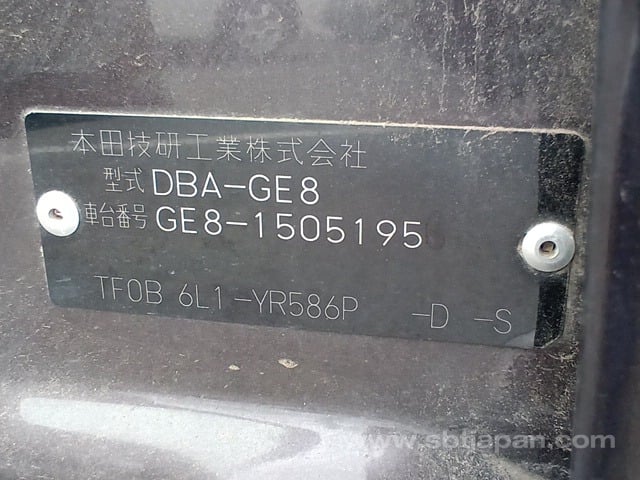 本田技研工業株式会社
型式 DBA-GE8
車台番号 GE8-1505195
TF0B 6L1-YR586P -D -S
www.sbtjapan.com